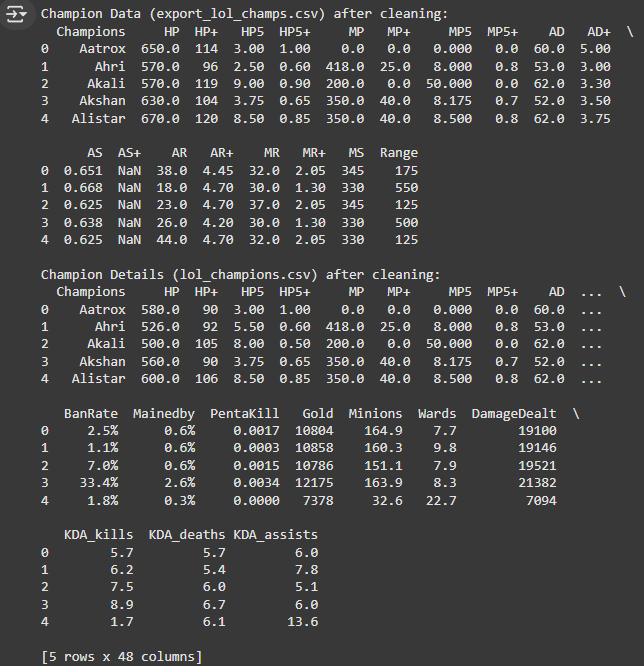 Champion Data (export_lol_champs.csv) after cleaning:
  Champions     HP  HP+   HP5  HP5+     MP   MP+     MP5  MP5+    AD   AD+  \
0    Aatrox  650.0  114  3.00  1.00    0.0   0.0   0.000   0.0  60.0  5.00
1      Ahri  570.0   96  2.50  0.60  418.0  25.0   8.000   0.8  53.0  3.00
2     Akali  570.0  119  9.00  0.90  200.0   0.0  50.000   0.0  62.0  3.30
3    Akshan  630.0  104  3.75  0.65  350.0  40.0   8.175   0.7  52.0  3.50
4   Alistar  670.0  120  8.50  0.85  350.0  40.0   8.500   0.8  62.0  3.75
      AS  AS+    AR   AR+    MR   MR+   MS  Range
0  0.651  NaN  38.0  4.45  32.0  2.05  345    175
1  0.668  NaN  18.0  4.70  30.0  1.30  330    550
2  0.625  NaN  23.0  4.70  37.0  2.05  345    125
3  0.638  NaN  26.0  4.20  30.0  1.30  330    500
4  0.625  NaN  44.0  4.70  32.0  2.05  330    125
Champion Details (lol_champions.csv) after cleaning:
  Champions     HP  HP+   HP5  HP5+     MP   MP+     MP5  MP5+    AD  ...  \
0    Aatrox  580.0   90  3.00  1.00    0.0   0.0   0.000   0.0  60.0  ...
1      Ahri  526.0   92  5.50  0.60  418.0  25.0   8.000   0.8  53.0  ...
2     Akali  500.0  105  8.00  0.50  200.0   0.0  50.000   0.0  62.0  ...
3    Akshan  560.0   90  3.75  0.65  350.0  40.0   8.175   0.7  52.0  ...
4   Alistar  600.0  106  8.50  0.85  350.0  40.0   8.500   0.8  62.0  ...
   BanRate  Mainedby  PentaKill   Gold  Minions  Wards  DamageDealt  \
0     2.5%      0.6%     0.0017  10804    164.9    7.7        19100
1     1.1%      0.6%     0.0003  10858    160.3    9.8        19146
2     7.0%      0.6%     0.0015  10786    151.1    7.9        19521
3    33.4%      2.6%     0.0034  12175    163.9    8.3        21382
4     1.8%      0.3%     0.0000   7378     32.6   22.7         7094
   KDA_kills  KDA_deaths KDA_assists
0        5.7         5.7         6.0
1        6.2         5.4         7.8
2        7.5         6.0         5.1
3        8.9         6.7         6.0
4        1.7         6.1        13.6
[5 rows x 48 columns]